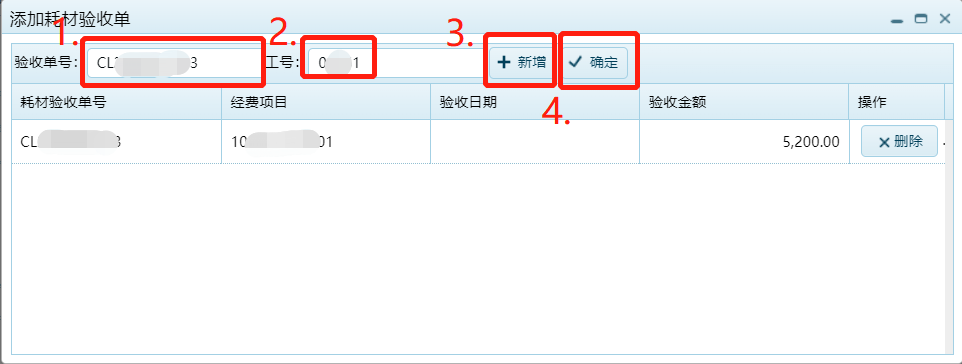 添加耗材验收单
1. 2. 3.
验收单号: CL 3 工号: 0 1 新增 确定
4.
耗材验收单号 经费项目 验收日期 验收金额 操作
CL 3 10 01 5,200.00 删除